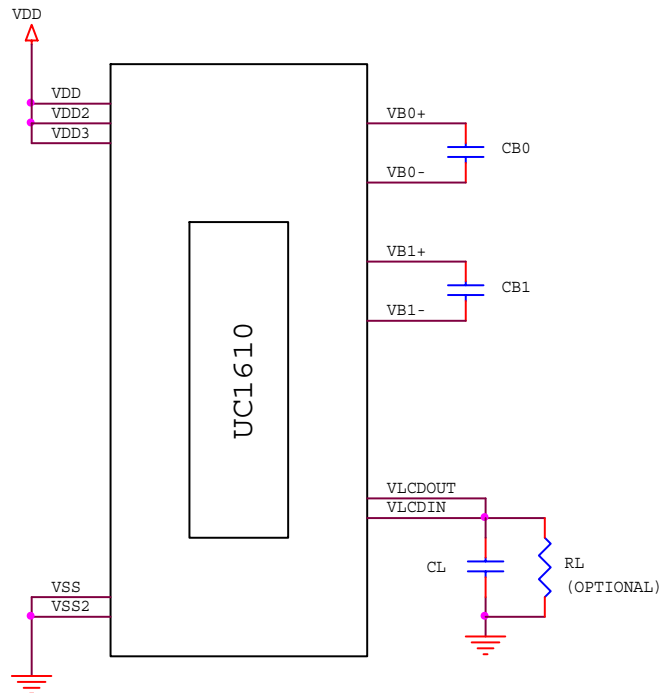 VDD
VDD
VDD2
VDD3
VB0+
CB0
VB0-
VB1+
CB1
VB1-
UC1610
VLCDOUT
VLCDIN
CL
RL
(OPTIONAL)
VSS
VSS2